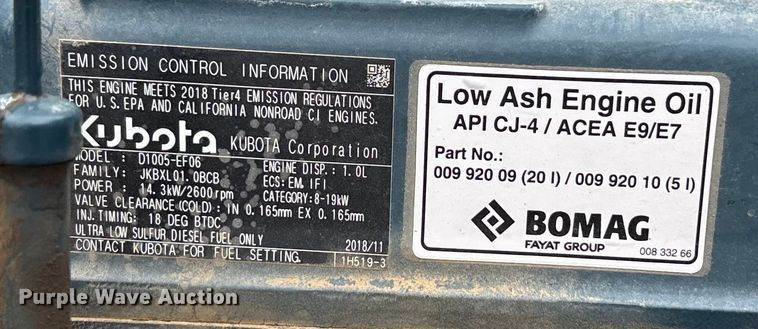 EMISSION CONTROL INFORMATION
THIS ENGINE MEETS 2018 Tier4 EMISSION REGULATIONS
FOR U.S. EPA AND CALIFORNIA NONROAD CI ENGINES.
Kubota KUBOTA Corporation
MODEL : D1005-EF06 ENGINE DISP.: 1.0L
FAMILY: JKBXL01.0BCB ECS: EM, IFI
POWER : 14.3kW/2600rpm CATEGORY: 8-19kW
VALVE CLEARANCE (COLD): IN 0.165mm EX 0.165mm
INJ. TIMING: 18 DEG BTDC
ULTRA LOW SULFUR DIESEL FUEL ONLY 2018/11
CONTACT KUBOTA FOR FUEL SETTING. 1H519-3
Low Ash Engine Oil
API CJ-4 / ACEA E9/E7
Part No.:
009 920 09 (20 l) / 009 920 10 (5 l)
BOMAG
FAYAT GROUP
008 332 66
Purple Wave Auction